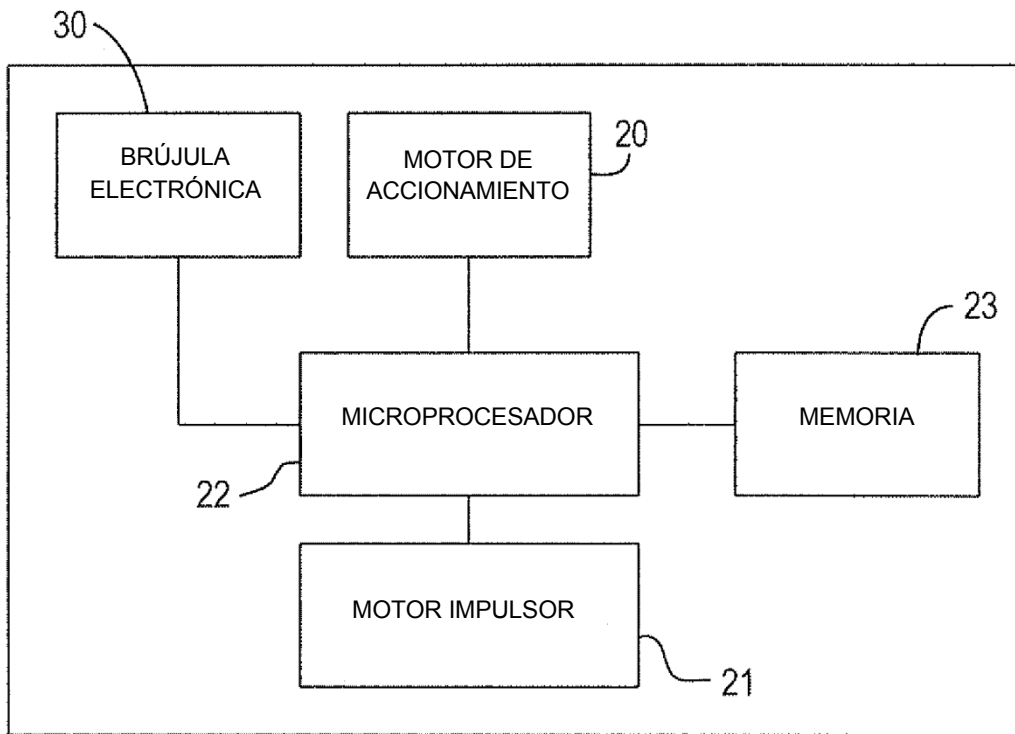 30
BRÚJULA
ELECTRÓNICA
MOTOR DE
ACCIONAMIENTO
20
23
MICROPROCESADOR
MEMORIA
22
MOTOR IMPULSOR
21